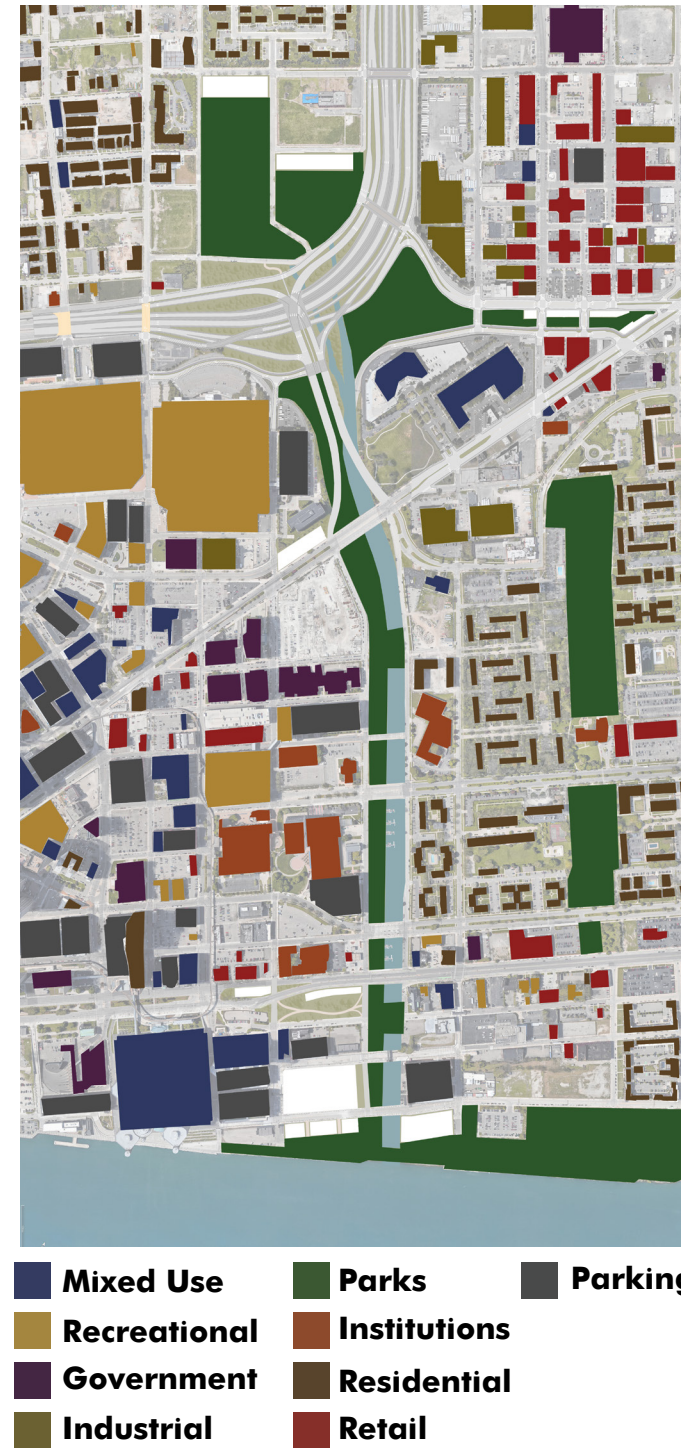 Mixed Use
Parks
Parking
Recreational
Institutions
Government
Residential
Industrial
Retail